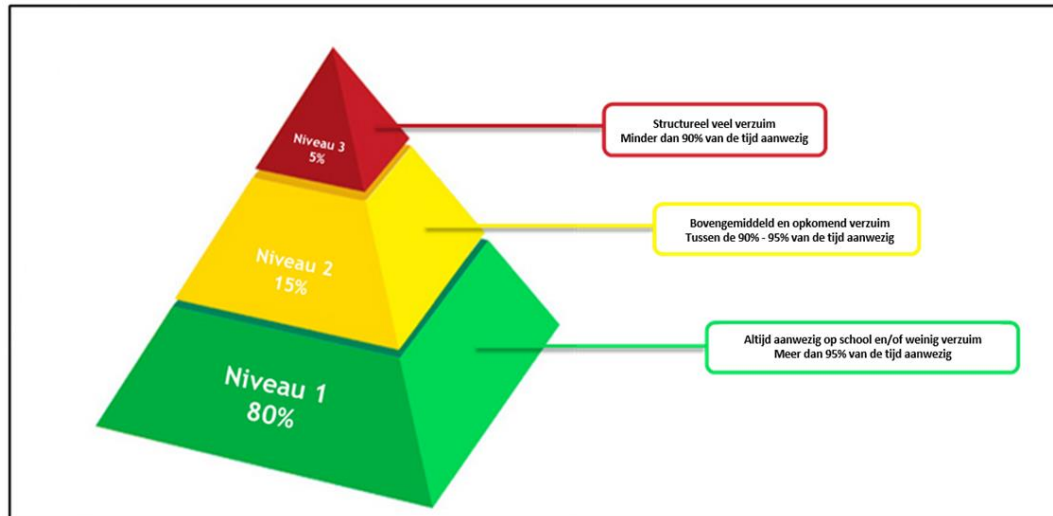 Niveau 3
5%
Structureel veel verzuim
Minder dan 90% van de tijd aanwezig
Niveau 2
15%
Bovengemiddeld en opkomend verzuim
Tussen de 90% - 95% van de tijd aanwezig
Niveau 1
80%
Altijd aanwezig op school en/of weinig verzuim
Meer dan 95% van de tijd aanwezig